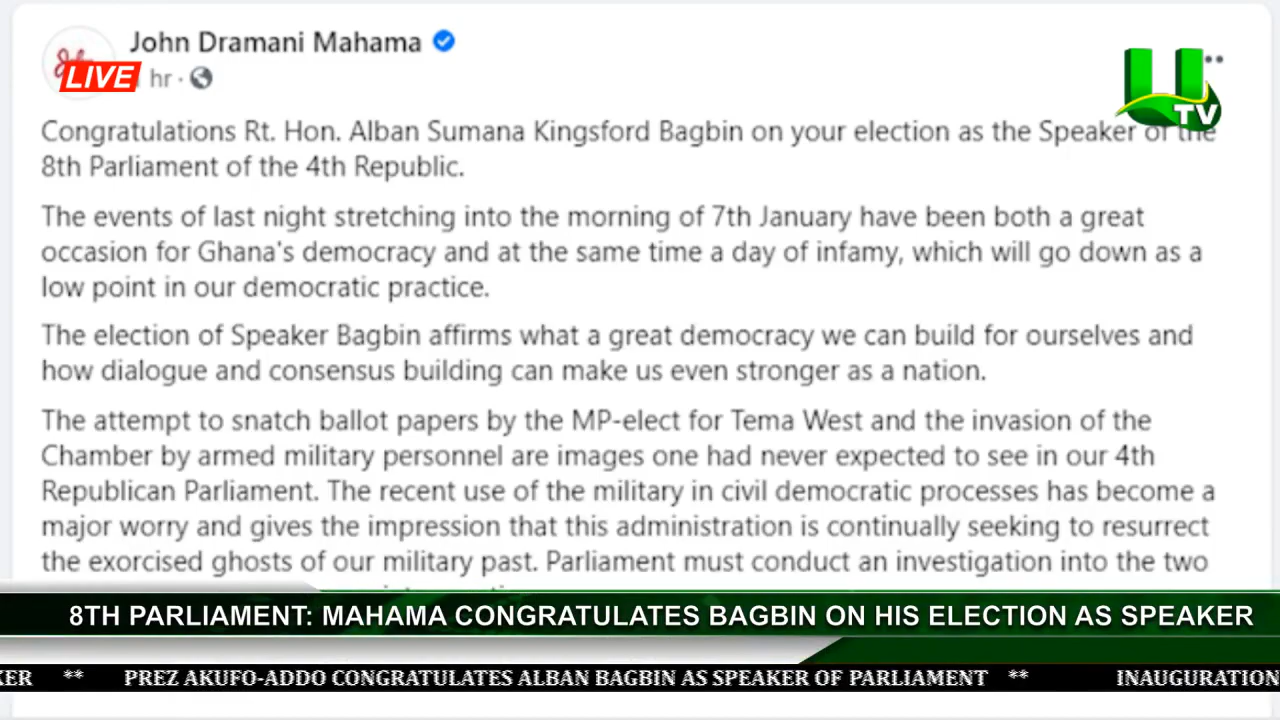 John Dramani Mahama
LIVE
hr ·
U
TV
Congratulations Rt. Hon. Alban Sumana Kingsford Bagbin on your election as the Speaker of the
8th Parliament of the 4th Republic.
The events of last night stretching into the morning of 7th January have been both a great
occasion for Ghana's democracy and at the same time a day of infamy, which will go down as a
low point in our democratic practice.
The election of Speaker Bagbin affirms what a great democracy we can build for ourselves and
how dialogue and consensus building can make us even stronger as a nation.
The attempt to snatch ballot papers by the MP-elect for Tema West and the invasion of the
Chamber by armed military personnel are images one had never expected to see in our 4th
Republican Parliament. The recent use of the military in civil democratic processes has become a
major worry and gives the impression that this administration is continually seeking to resurrect
the exorcised ghosts of our military past. Parliament must conduct an investigation into the two
8TH PARLIAMENT: MAHAMA CONGRATULATES BAGBIN ON HIS ELECTION AS SPEAKER
KER ** PREZ AKUFO-ADDO CONGRATULATES ALBAN BAGBIN AS SPEAKER OF PARLIAMENT ** INAUGURATION